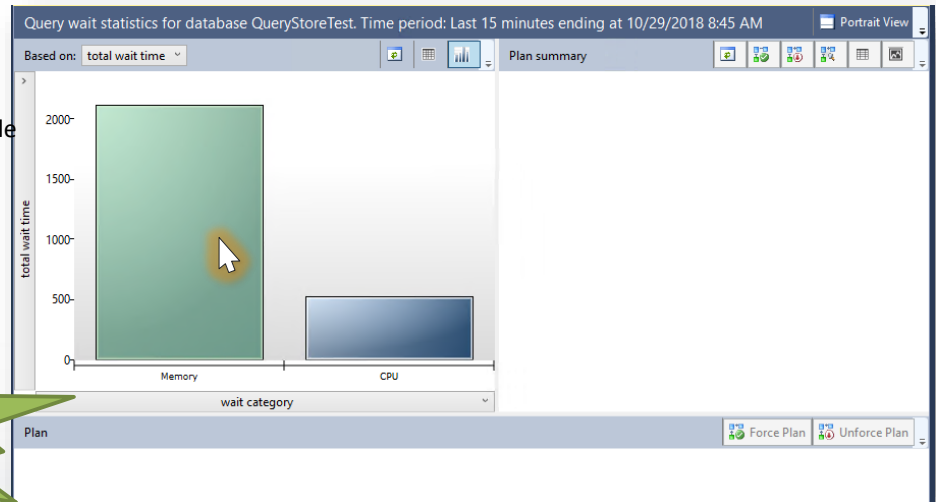 Query wait statistics for database QueryStoreTest. Time period: Last 15 minutes ending at 10/29/2018 8:45 AM
Portrait View
Based on: total wait time
Plan summary
le
2000
1500
1000
500
0
total wait time
Memory
CPU
wait category
Plan
Force Plan
Unforce Plan